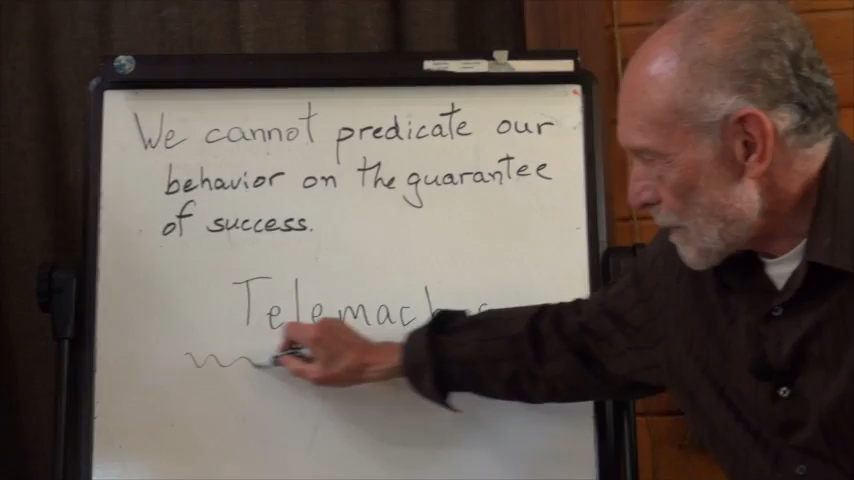 We cannot predicate our
behavior on the guarantee
of success.